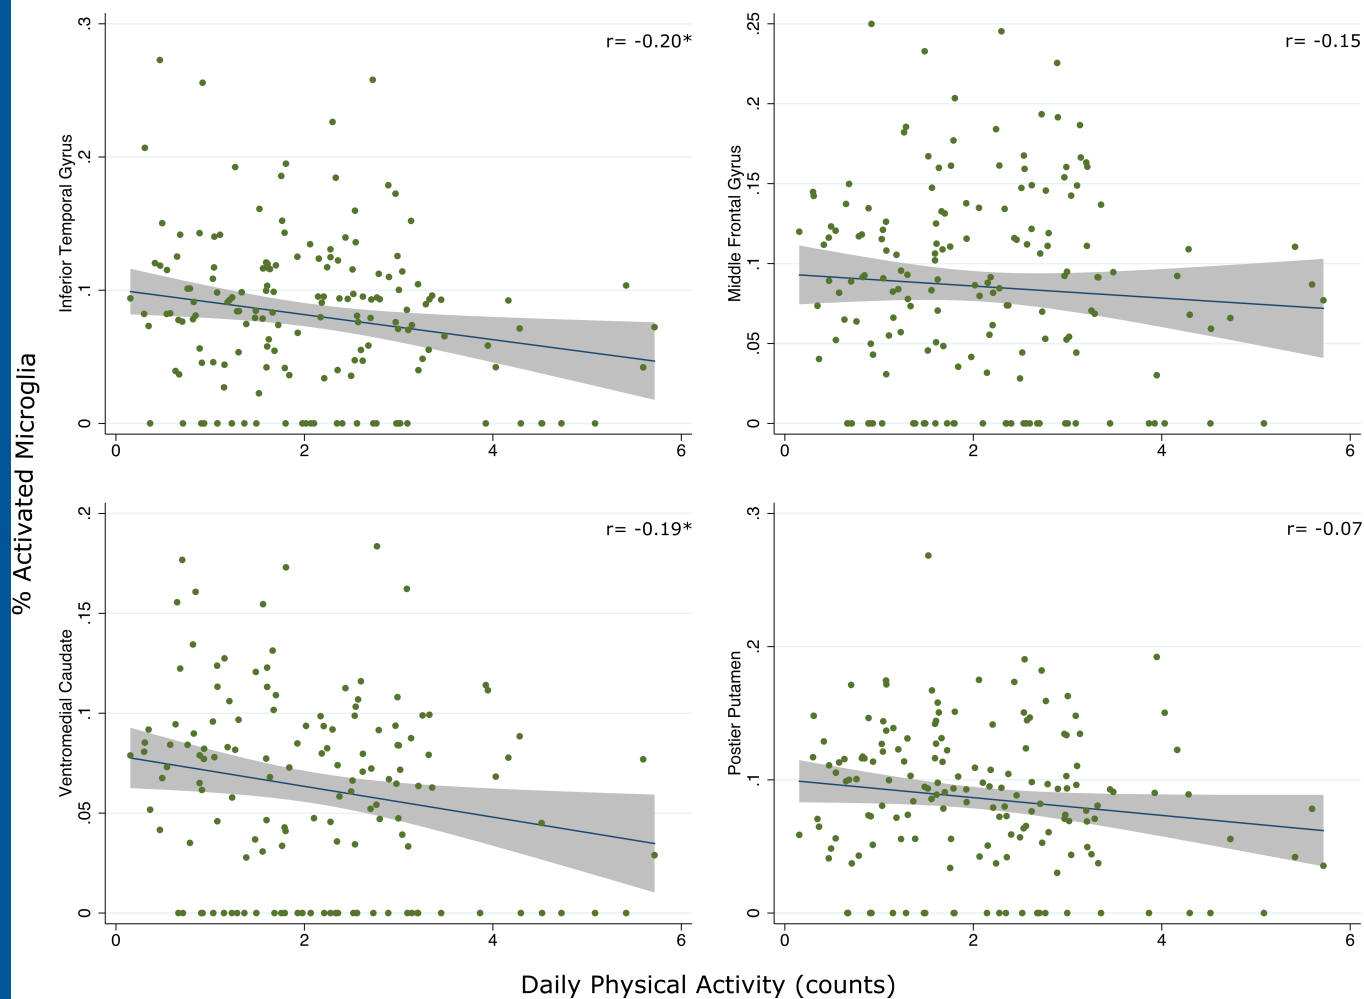 % Activated Microglia
Inferior Temporal Gyrus
r= -0.20*
.3
.2
.1
0
0 2 4 6
Middle Frontal Gyrus
r= -0.15
.25
.2
.15
.1
.05
0
0 2 4 6
Ventromedial Caudate
r= -0.19*
.2
.15
.1
.05
0
0 2 4 6
Postier Putamen
r= -0.07
.3
.2
.1
0
0 2 4 6
Daily Physical Activity (counts)